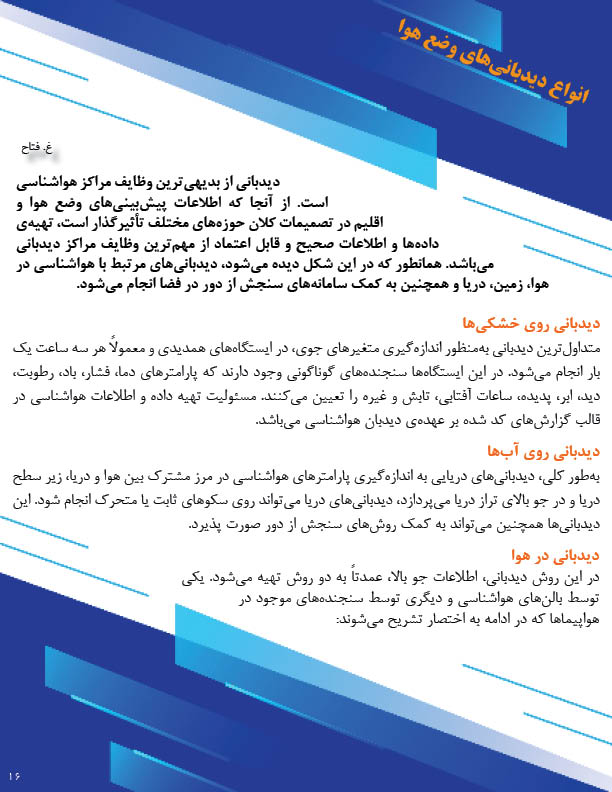 انواع دیدبانی‌های وضع هوا
غ. فتاح
دیدبانی از بدیهی‌ترین وظایف مراکز هواشناسی
است. از آنجا که اطلاعات پیش‌بینی‌های وضع هوا و
اقلیم در تصمیمات کلان حوزه‌های مختلف تأثیرگذار است، تهیه‌ی
داده‌ها و اطلاعات صحیح و قابل اعتماد از مهم‌ترین وظایف مراکز دیدبانی
می‌باشد. همانطور که در این شکل دیده می‌شود، دیدبانی‌های مرتبط با هواشناسی در
هوا، زمین، دریا و همچنین به کمک سامانه‌های سنجش از دور در فضا انجام می‌شود.
دیدبانی روی خشکی‌ها
متداول‌ترین دیدبانی به‌منظور اندازه‌گیری متغیرهای جوی، در ایستگاه‌های همدیدی و معمولاً هر سه ساعت یک
بار انجام می‌شود. در این ایستگاه‌ها سنجنده‌های گوناگونی وجود دارند که پارامترهای دما، فشار، باد، رطوبت،
دید، ابر، پدیده، ساعات آفتابی، تابش و غیره را تعیین می‌کنند. مسئولیت تهیه داده و اطلاعات هواشناسی در
قالب گزارش‌های کد شده بر عهده‌ی دیدبان هواشناسی می‌باشد.
دیدبانی روی آب‌ها
به‌طور کلی، دیدبانی‌های دریایی به اندازه‌گیری پارامترهای هواشناسی در مرز مشترک بین هوا و دریا، زیر سطح
دریا و در جو بالای تراز دریا می‌پردازد، دیدبانی‌های دریا می‌تواند روی سکوهای ثابت یا متحرک انجام شود. این
دیدبانی‌ها همچنین می‌تواند به کمک روش‌های سنجش از دور صورت پذیرد.
دیدبانی در هوا
در این روش دیدبانی، اطلاعات جو بالا، عمدتاً به دو روش تهیه می‌شود. یکی
توسط بالن‌های هواشناسی و دیگری توسط سنجنده‌های موجود در
هواپیماها که در ادامه به اختصار تشریح می‌شوند:
۱۶